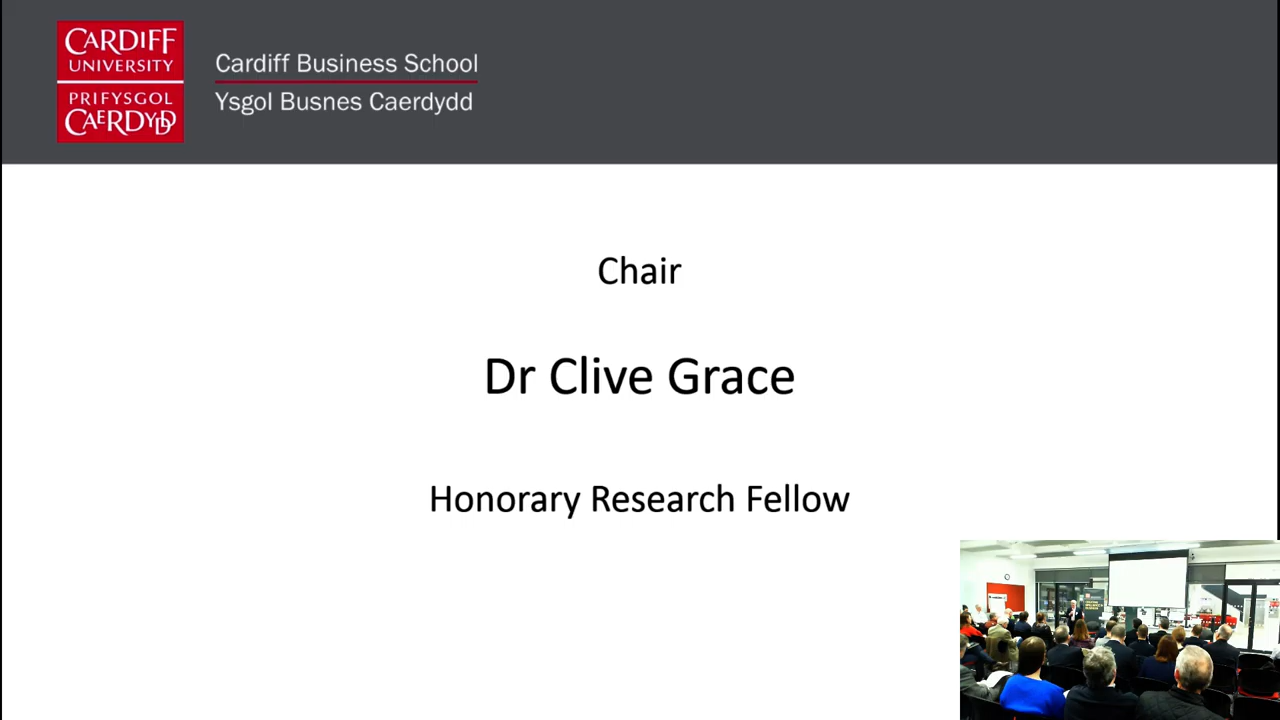 CARDIFF
UNIVERSITY
PRIFYSGOL
CAERDYDD
Cardiff Business School
Ysgol Busnes Caerdydd
Chair
Dr Clive Grace
Honorary Research Fellow